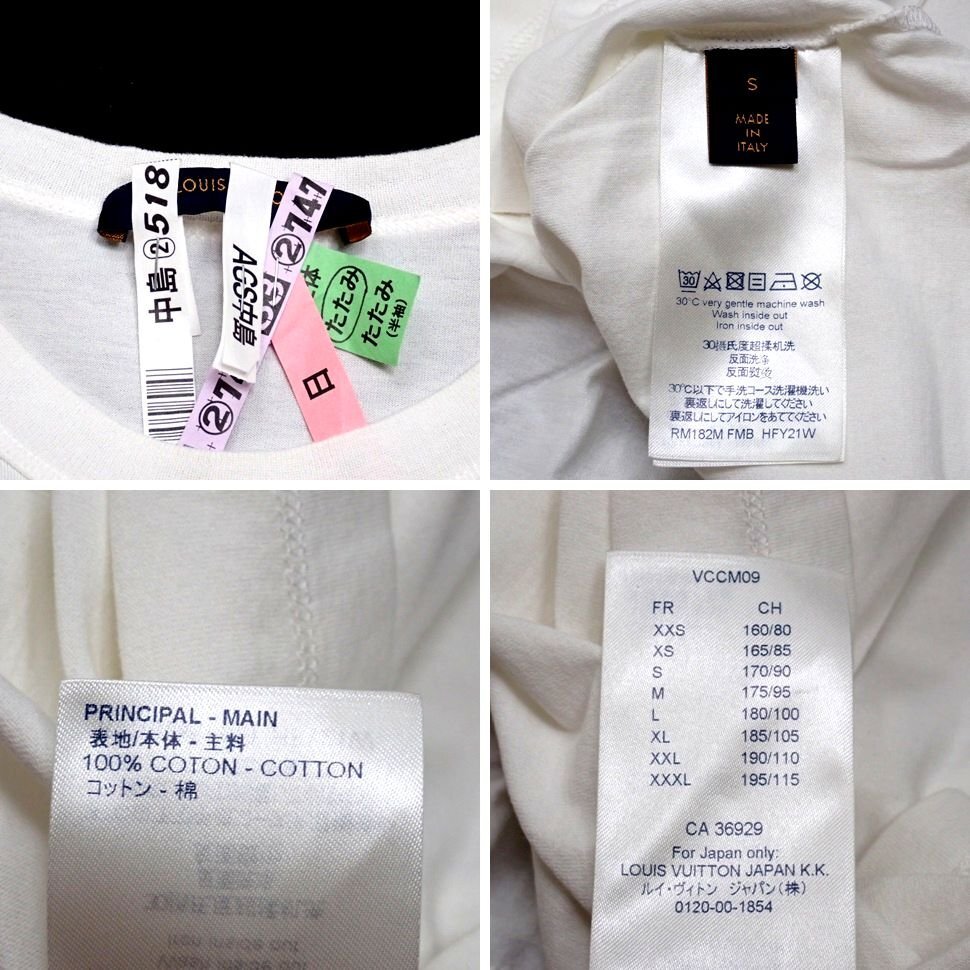 LOUIS
中島②518
ACS中島
②747
②77
日
体
たたみ
たたみ
(半袖)
S
MADE
IN
ITALY
30
30°C very gentle machine wash
Wash inside out
Iron inside out
30摄氏度超柔机洗
反面洗涤
反面熨烫
30°C以下で手洗コース洗濯機洗い
裏返しにして洗濯してください
裏返しにしてアイロンをあててください
RM182M FMB HFY21W
PRINCIPAL - MAIN
表地/本体 - 主料
100% COTON - COTTON
コットン - 棉
VCCM09
FR CH
XXS 160/80
XS 165/85
S 170/90
M 175/95
L 180/100
XL 185/105
XXL 190/110
XXXL 195/115
CA 36929
For Japan only:
LOUIS VUITTON JAPAN K.K.
ルイ・ヴィトン ジャパン(株)
0120-00-1854